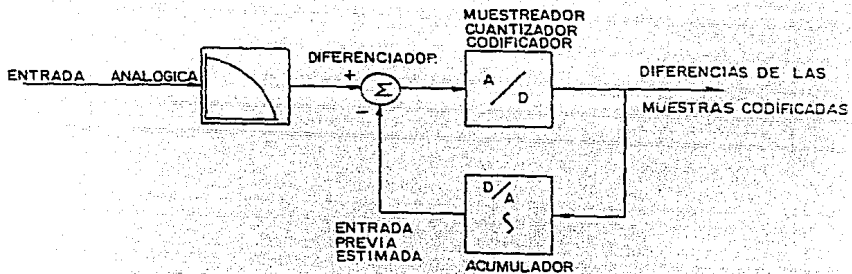 MUESTREADOR
CUANTIZADOR
CODIFICADOR
DIFERENCIADOR.
ENTRADA ANALOGICA
+
Σ
-
A/D
DIFERENCIAS DE LAS
MUESTRAS CODIFICADAS
D/A
∫
ENTRADA
PREVIA
ESTIMADA
ACUMULADOR